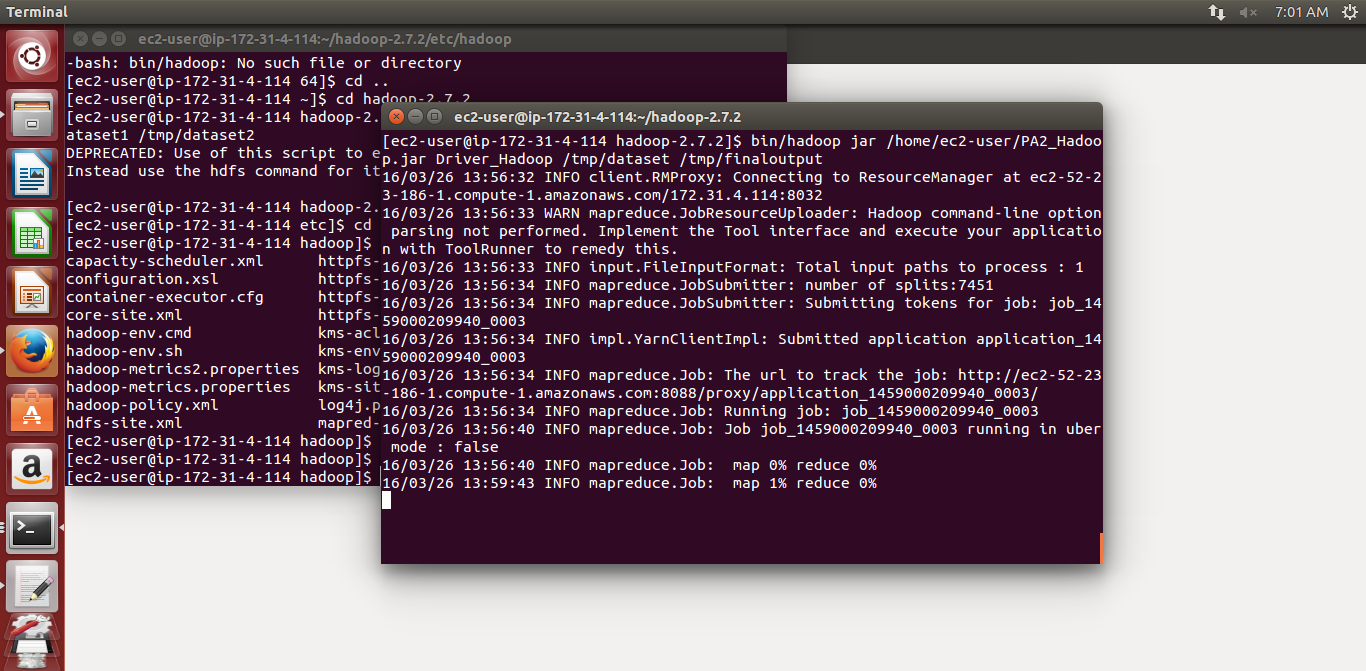 Terminal
7:01 AM
ec2-user@ip-172-31-4-114:~/hadoop-2.7.2/etc/hadoop
-bash: bin/hadoop: No such file or directory
[ec2-user@ip-172-31-4-114 64]$ cd ..
[ec2-user@ip-172-31-4-114 ~]$ cd hadoop-2.7.2
[ec2-user@ip-172-31-4-114 hadoop-2.
ataset1 /tmp/dataset2
DEPRECATED: Use of this script to e
Instead use the hdfs command for it
[ec2-user@ip-172-31-4-114 hadoop-2.
[ec2-user@ip-172-31-4-114 etc]$ cd
[ec2-user@ip-172-31-4-114 hadoop]$
capacity-scheduler.xml httpfs-
configuration.xsl httpfs-
container-executor.cfg httpfs-
core-site.xml httpfs-
hadoop-env.cmd kms-acl
hadoop-env.sh kms-env
hadoop-metrics2.properties kms-log
hadoop-metrics.properties kms-sit
hadoop-policy.xml log4j.p
hdfs-site.xml mapred-
[ec2-user@ip-172-31-4-114 hadoop]$
[ec2-user@ip-172-31-4-114 hadoop]$
[ec2-user@ip-172-31-4-114 hadoop]$
ec2-user@ip-172-31-4-114:~/hadoop-2.7.2
[ec2-user@ip-172-31-4-114 hadoop-2.7.2]$ bin/hadoop jar /home/ec2-user/PA2_Hadoo
p.jar Driver_Hadoop /tmp/dataset /tmp/finaloutput
16/03/26 13:56:32 INFO client.RMProxy: Connecting to ResourceManager at ec2-52-2
3-186-1.compute-1.amazonaws.com/172.31.4.114:8032
16/03/26 13:56:33 WARN mapreduce.JobResourceUploader: Hadoop command-line option
 parsing not performed. Implement the Tool interface and execute your applicatio
n with ToolRunner to remedy this.
16/03/26 13:56:33 INFO input.FileInputFormat: Total input paths to process : 1
16/03/26 13:56:34 INFO mapreduce.JobSubmitter: number of splits:7451
16/03/26 13:56:34 INFO mapreduce.JobSubmitter: Submitting tokens for job: job_14
59000209940_0003
16/03/26 13:56:34 INFO impl.YarnClientImpl: Submitted application application_14
59000209940_0003
16/03/26 13:56:34 INFO mapreduce.Job: The url to track the job: http://ec2-52-23
-186-1.compute-1.amazonaws.com:8088/proxy/application_1459000209940_0003/
16/03/26 13:56:34 INFO mapreduce.Job: Running job: job_1459000209940_0003
16/03/26 13:56:40 INFO mapreduce.Job: Job job_1459000209940_0003 running in uber
 mode : false
16/03/26 13:56:40 INFO mapreduce.Job:  map 0% reduce 0%
16/03/26 13:59:43 INFO mapreduce.Job:  map 1% reduce 0%